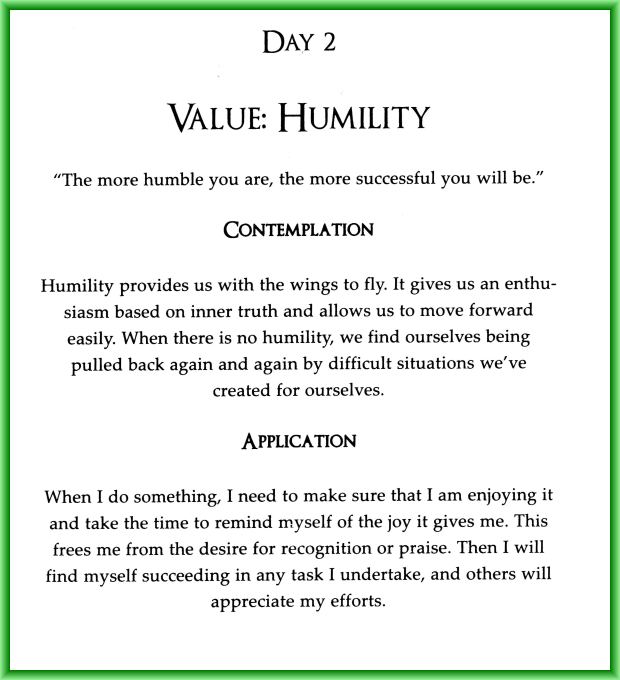 DAY 2
VALUE: HUMILITY
“The more humble you are, the more successful you will be.”
CONTEMPLATION
Humility provides us with the wings to fly. It gives us an enthu-
siasm based on inner truth and allows us to move forward
easily. When there is no humility, we find ourselves being
pulled back again and again by difficult situations we’ve
created for ourselves.
APPLICATION
When I do something, I need to make sure that I am enjoying it
and take the time to remind myself of the joy it gives me. This
frees me from the desire for recognition or praise. Then I will
find myself succeeding in any task I undertake, and others will
appreciate my efforts.